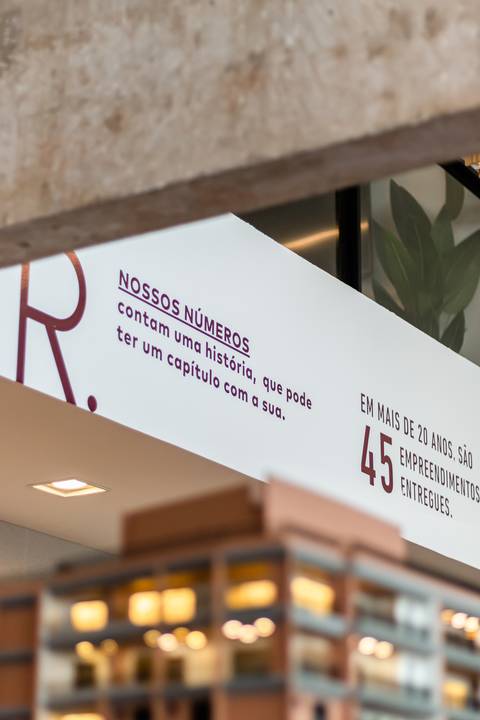 R.
NOSSOS NÚMEROS
contam uma história, que pode
ter um capítulo com a sua.
EM MAIS DE 20 ANOS, SÃO
45
EMPREENDIMENTOS
ENTREGUES.